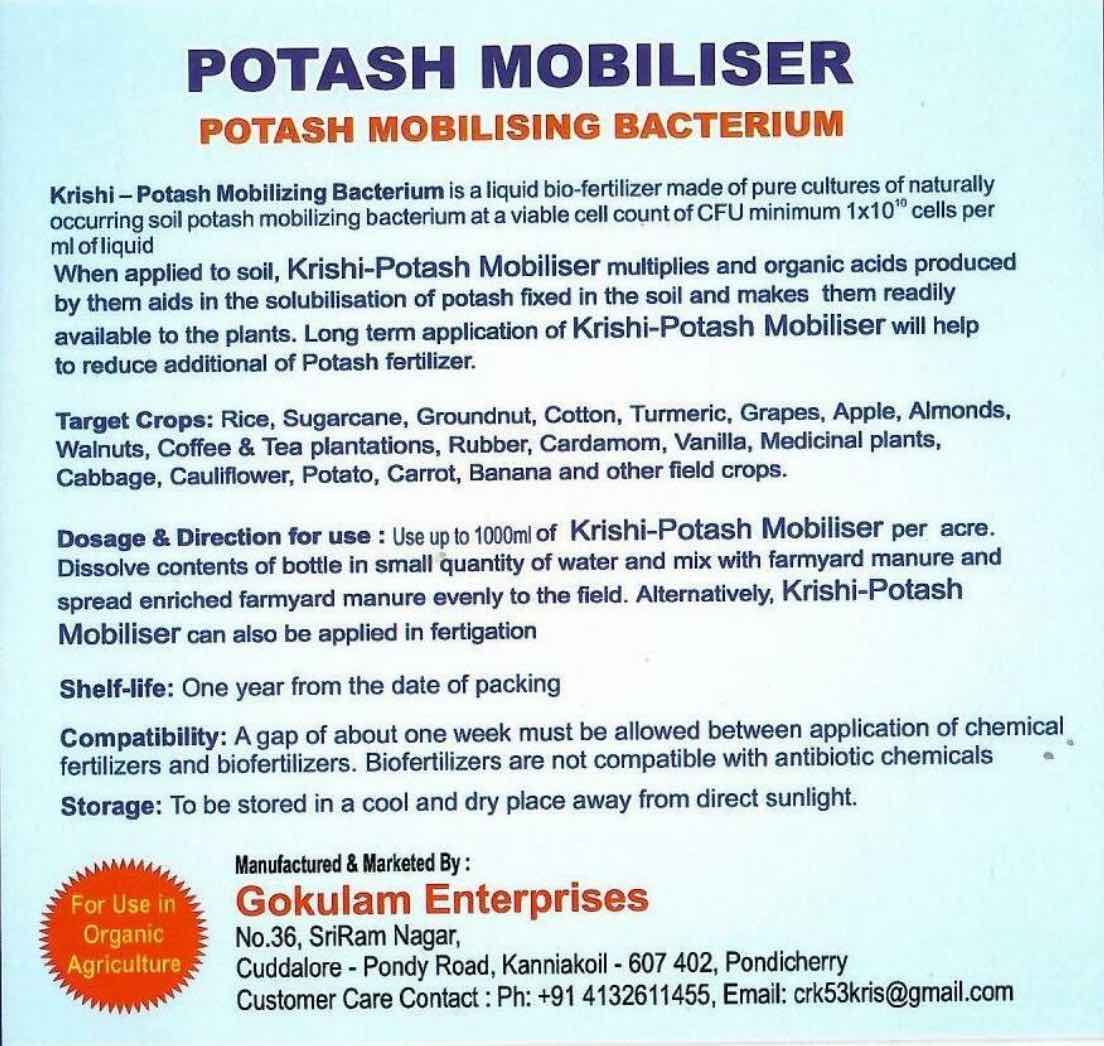 POTASH MOBILISER
POTASH MOBILISING BACTERIUM
Krishi – Potash Mobilizing Bacterium is a liquid bio-fertilizer made of pure cultures of naturally
occurring soil potash mobilizing bacterium at a viable cell count of CFU minimum 1x10¹⁰ cells per
ml of liquid
When applied to soil, Krishi-Potash Mobiliser multiplies and organic acids produced
by them aids in the solubilisation of potash fixed in the soil and makes them readily
available to the plants. Long term application of Krishi-Potash Mobiliser will help
to reduce additional of Potash fertilizer.
Target Crops: Rice, Sugarcane, Groundnut, Cotton, Turmeric, Grapes, Apple, Almonds,
Walnuts, Coffee & Tea plantations, Rubber, Cardamom, Vanilla, Medicinal plants,
Cabbage, Cauliflower, Potato, Carrot, Banana and other field crops.
Dosage & Direction for use : Use up to 1000ml of Krishi-Potash Mobiliser per acre.
Dissolve contents of bottle in small quantity of water and mix with farmyard manure and
spread enriched farmyard manure evenly to the field. Alternatively, Krishi-Potash
Mobiliser can also be applied in fertigation
Shelf-life: One year from the date of packing
Compatibility: A gap of about one week must be allowed between application of chemical
fertilizers and biofertilizers. Biofertilizers are not compatible with antibiotic chemicals
Storage: To be stored in a cool and dry place away from direct sunlight.
For Use in
Organic
Agriculture
Manufactured & Marketed By :
Gokulam Enterprises
No.36, SriRam Nagar,
Cuddalore - Pondy Road, Kanniakoil - 607 402, Pondicherry
Customer Care Contact : Ph: +91 4132611455, Email: crk53kris@gmail.com